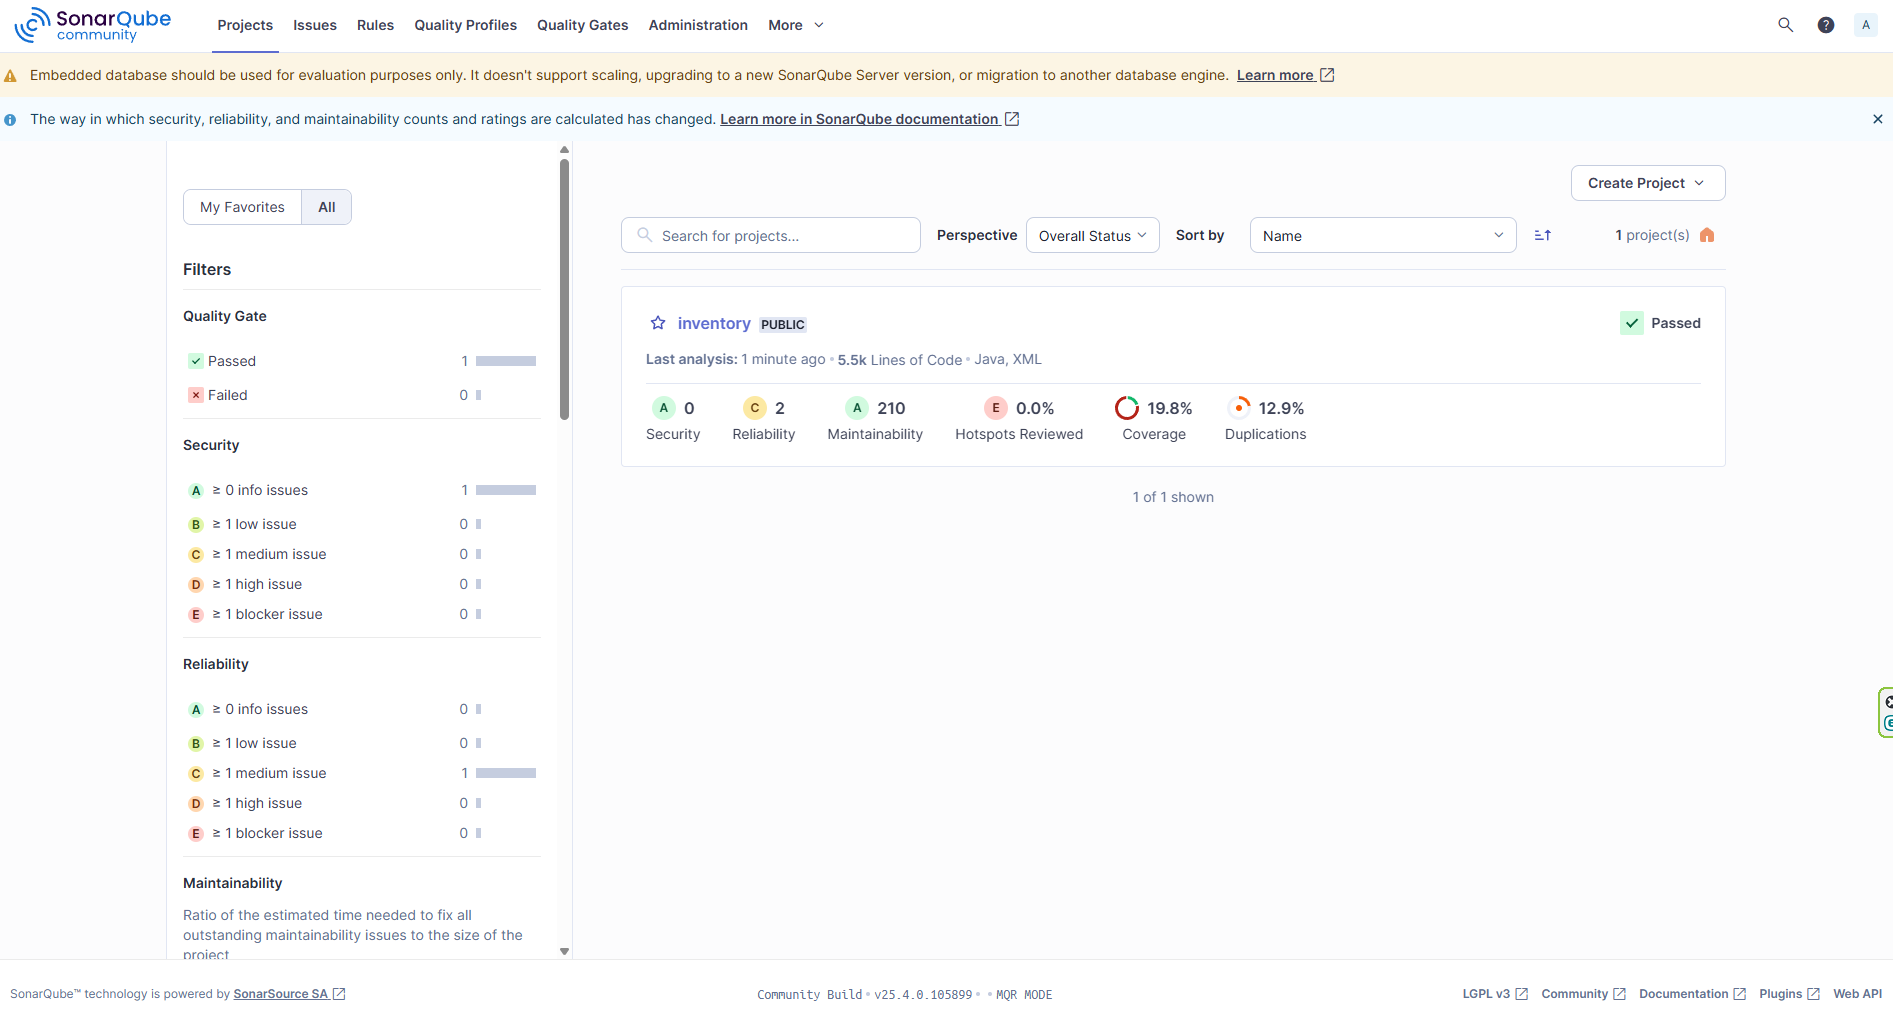 SonarQube community
Projects Issues Rules Quality Profiles Quality Gates Administration More A
Embedded database should be used for evaluation purposes only. It doesn't support scaling, upgrading to a new SonarQube Server version, or migration to another database engine. Learn more
The way in which security, reliability, and maintainability counts and ratings are calculated has changed. Learn more in SonarQube documentation
My Favorites All
Filters
Quality Gate
Passed 1
Failed 0
Security
A ≥ 0 info issues 1
B ≥ 1 low issue 0
C ≥ 1 medium issue 0
D ≥ 1 high issue 0
E ≥ 1 blocker issue 0
Reliability
A ≥ 0 info issues 0
B ≥ 1 low issue 0
C ≥ 1 medium issue 1
D ≥ 1 high issue 0
E ≥ 1 blocker issue 0
Maintainability
Ratio of the estimated time needed to fix all
outstanding maintainability issues to the size of the
project
Create Project
Search for projects... Perspective Overall Status Sort by Name 1 project(s)
inventory PUBLIC Passed
Last analysis: 1 minute ago • 5.5k Lines of Code • Java, XML
A 0 C 2 A 210 E 0.0% 19.8% 12.9%
Security Reliability Maintainability Hotspots Reviewed Coverage Duplications
1 of 1 shown
SonarQube™ technology is powered by SonarSource SA
Community Build • v25.4.0.105899 • • MQR MODE
LGPL v3 Community Documentation Plugins Web API